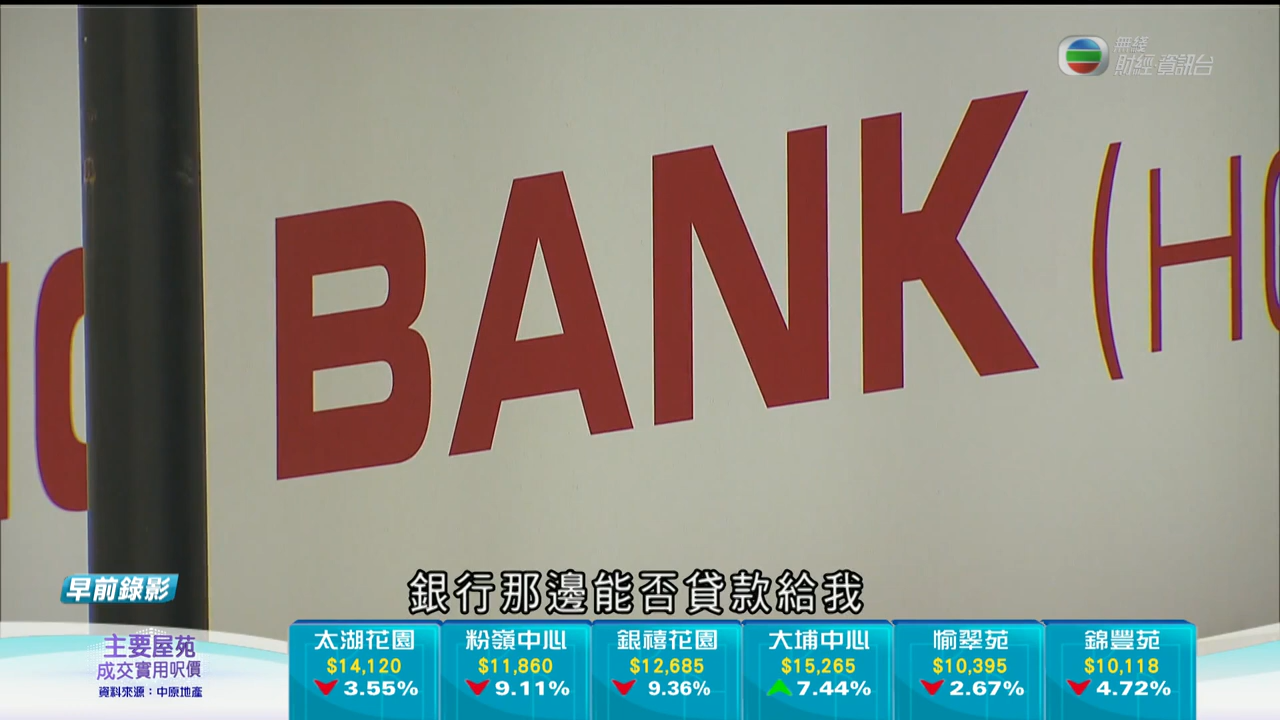 無綫
財經·資訊台
BANK (HO
早前錄影
銀行那邊能否貸款給我
主要屋苑
成交實用呎價
資料來源:中原地產
太湖花園
$14,120
3.55%
粉嶺中心
$11,860
9.11%
銀禧花園
$12,685
9.36%
大埔中心
$15,265
7.44%
愉翠苑
$10,395
2.67%
錦豐苑
$10,118
4.72%